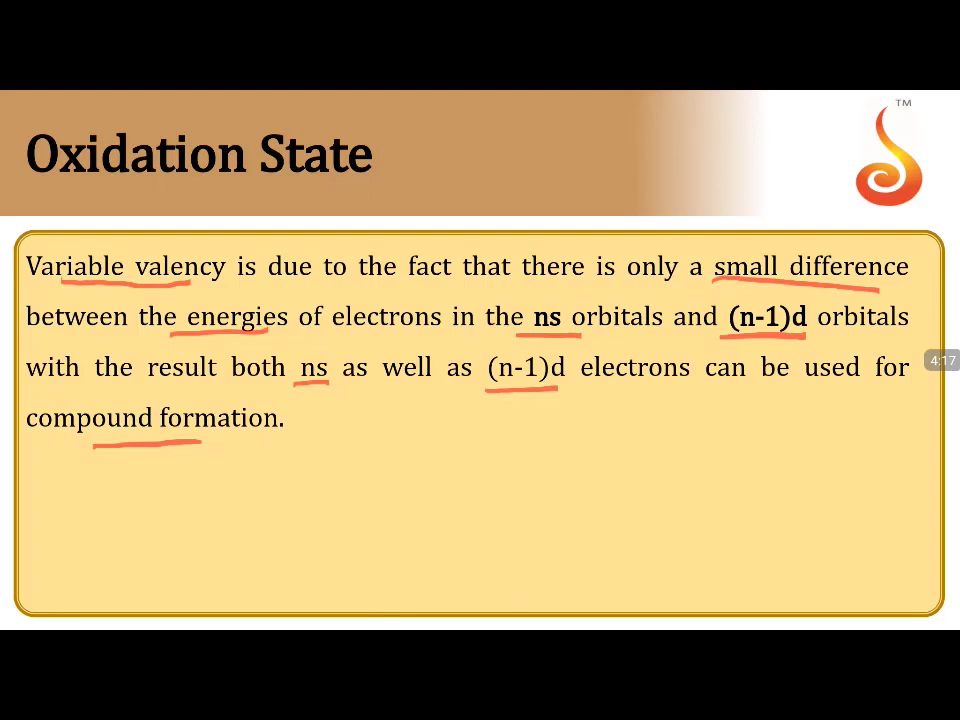 TM
Oxidation State
Variable valency is due to the fact that there is only a small difference
between the energies of electrons in the ns orbitals and (n-1)d orbitals
with the result both ns as well as (n-1)d electrons can be used for
compound formation.
4:17